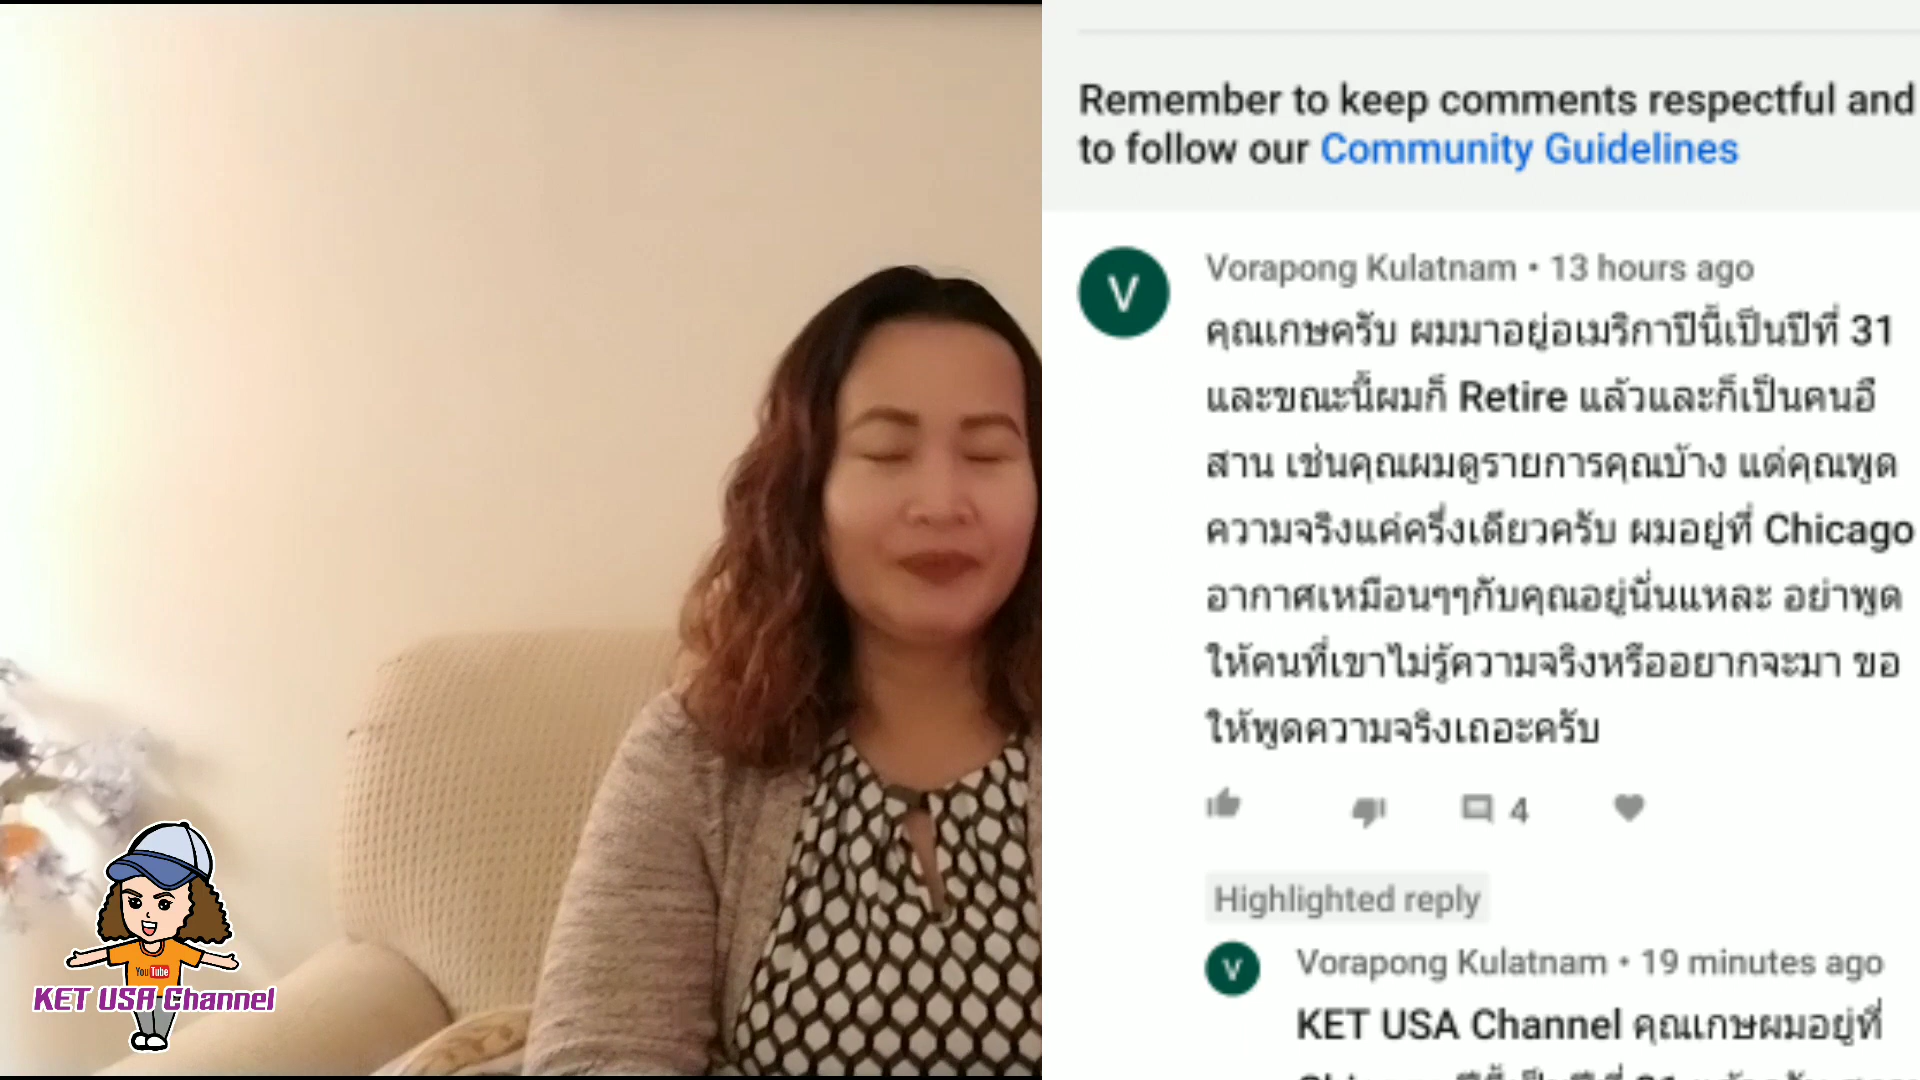 Remember to keep comments respectful and
to follow our Community Guidelines
V
Vorapong Kulatnam • 13 hours ago
คุณเกษครับ ผมมาอยู่อเมริกาปีนี้เป็นปีที่ 31
และขณะนี้ผมก็ Retire แล้วและก็เป็นคนอี
สาน เช่นคุณผมดูรายการคุณบ้าง แต่คุณพูด
ความจริงแค่ครึ่งเดียวครับ ผมอยู่ที่ Chicago
อากาศเหมือนๆๆกับคุณอยู่นั่นแหละ อย่าพูด
ให้คนที่เขาไม่รู้ความจริงหรืออยากจะมา ขอ
ให้พูดความจริงเถอะครับ
4
Highlighted reply
V
Vorapong Kulatnam • 19 minutes ago
KET USA Channel คุณเกษผมอยู่ที่
YouTube
KET USA Channel